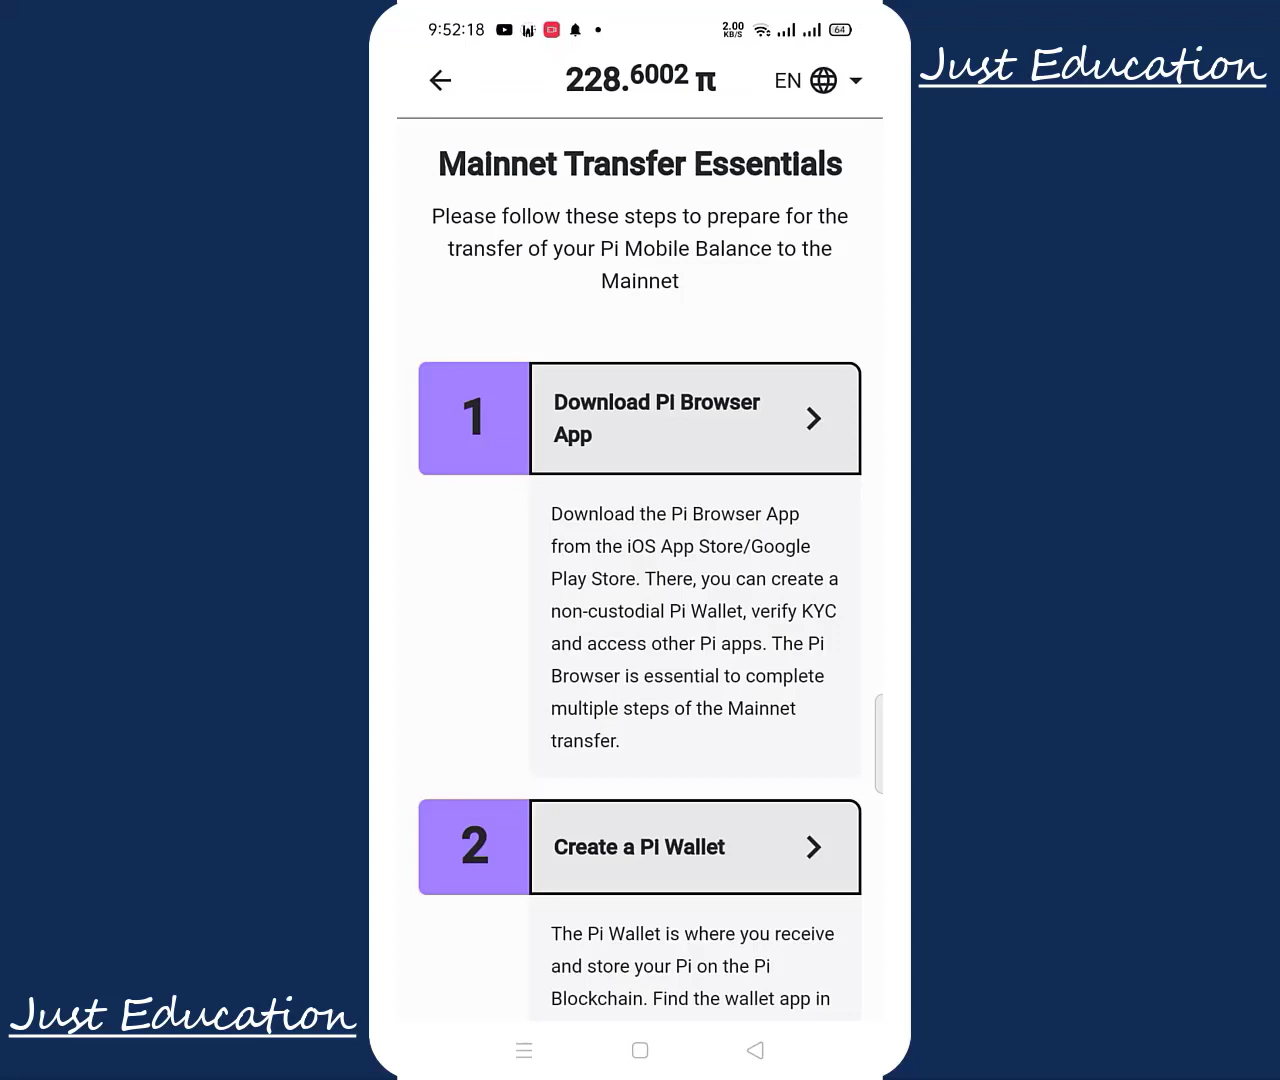 9:52:18
2.00
KB/S
64
Just Education
228.6002 π
EN
Mainnet Transfer Essentials
Please follow these steps to prepare for the
transfer of your Pi Mobile Balance to the
Mainnet
1
Download PI Browser
App
Download the Pi Browser App
from the iOS App Store/Google
Play Store. There, you can create a
non-custodial Pi Wallet, verify KYC
and access other Pi apps. The Pi
Browser is essential to complete
multiple steps of the Mainnet
transfer.
2
Create a PI Wallet
The Pi Wallet is where you receive
and store your Pi on the Pi
Blockchain. Find the wallet app in
Just Education